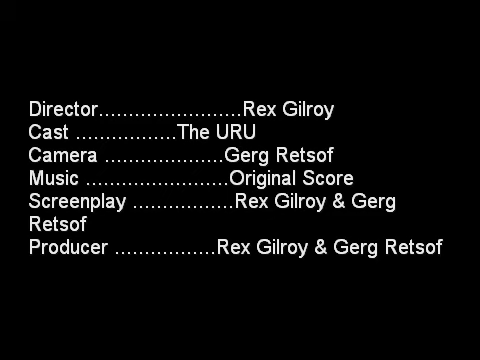 Director........................Rex Gilroy
Cast .................The URU
Camera ....................Gerg Retsof
Music ........................Original Score
Screenplay .................Rex Gilroy & Gerg
Retsof
Producer .................Rex Gilroy & Gerg Retsof